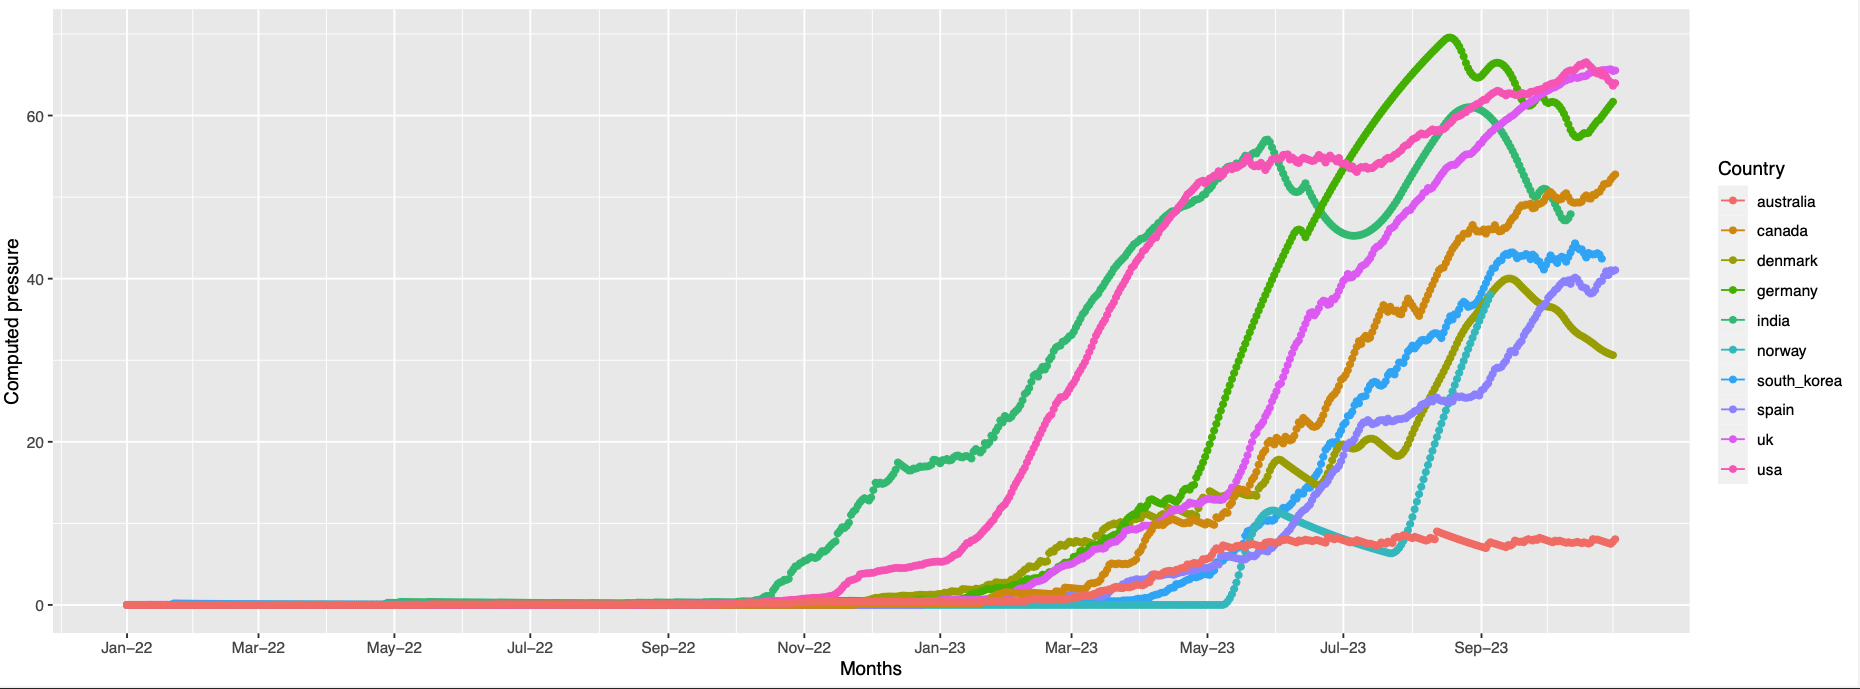 Computed pressure
60
40
20
0
Jan−22
Mar−22
May−22
Jul−22
Sep−22
Nov−22
Jan−23
Mar−23
May−23
Jul−23
Sep−23
Months
Country
australia
canada
denmark
germany
india
norway
south_korea
spain
uk
usa